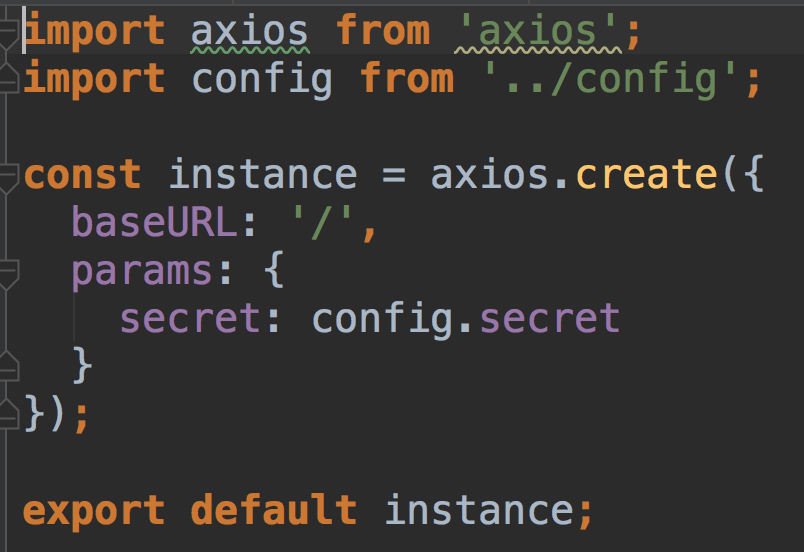 import axios from 'axios';
import config from '../config';
const instance = axios.create({
  baseURL: '/',
  params: {
    secret: config.secret
  }
});
export default instance;